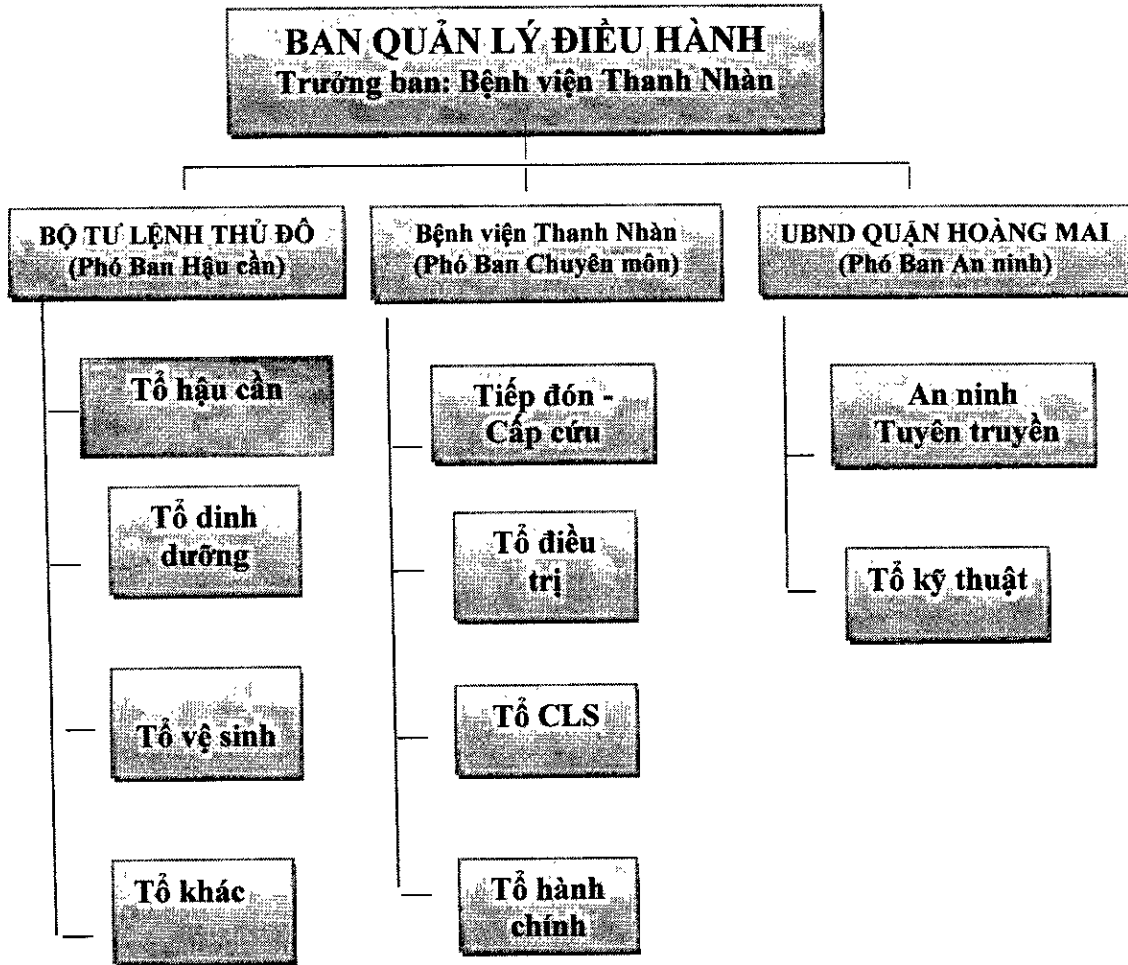 BAN QUẢN LÝ ĐIỀU HÀNH
Trưởng ban: Bệnh viện Thanh Nhàn
BỘ TƯ LỆNH THỦ ĐÔ
(Phó Ban Hậu cần)
Tổ hậu cần
Tổ dinh
dưỡng
Tổ vệ sinh
Tổ khác
Bệnh viện Thanh Nhàn
(Phó Ban Chuyên môn)
Tiếp đón -
Cấp cứu
Tổ điều
trị
Tổ CLS
Tổ hành
chính
UBND QUẬN HOÀNG MAI
(Phó Ban An ninh)
An ninh
Tuyên truyền
Tổ kỹ thuật